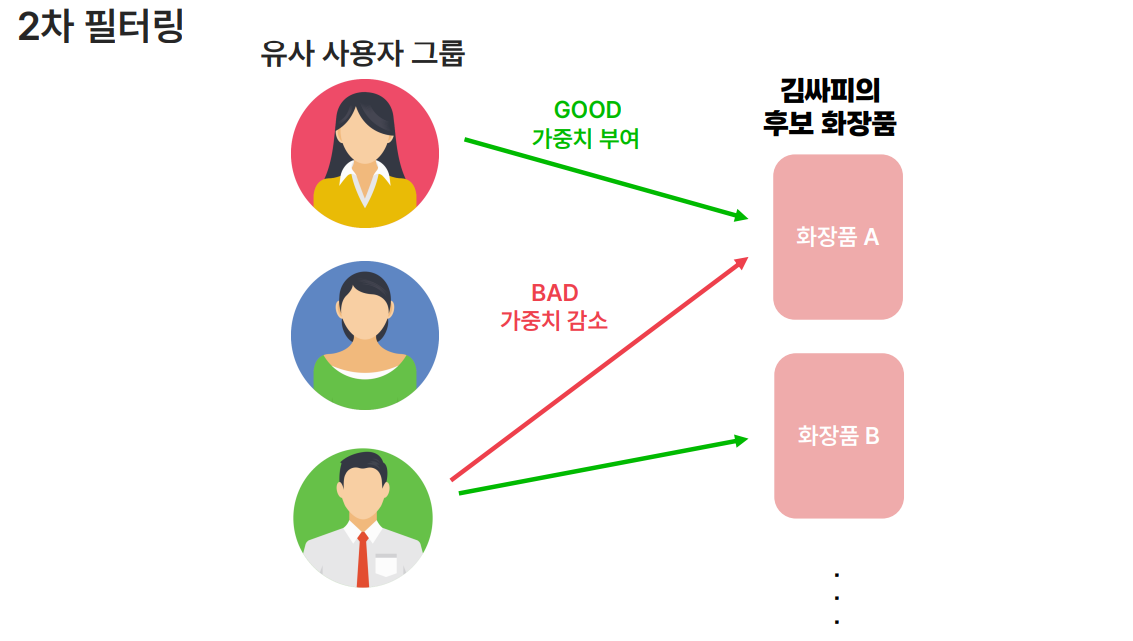 2차 필터링
유사 사용자 그룹
GOOD
가중치 부여
김싸피의
후보 화장품
화장품 A
BAD
가중치 감소
화장품 B
.
.
.